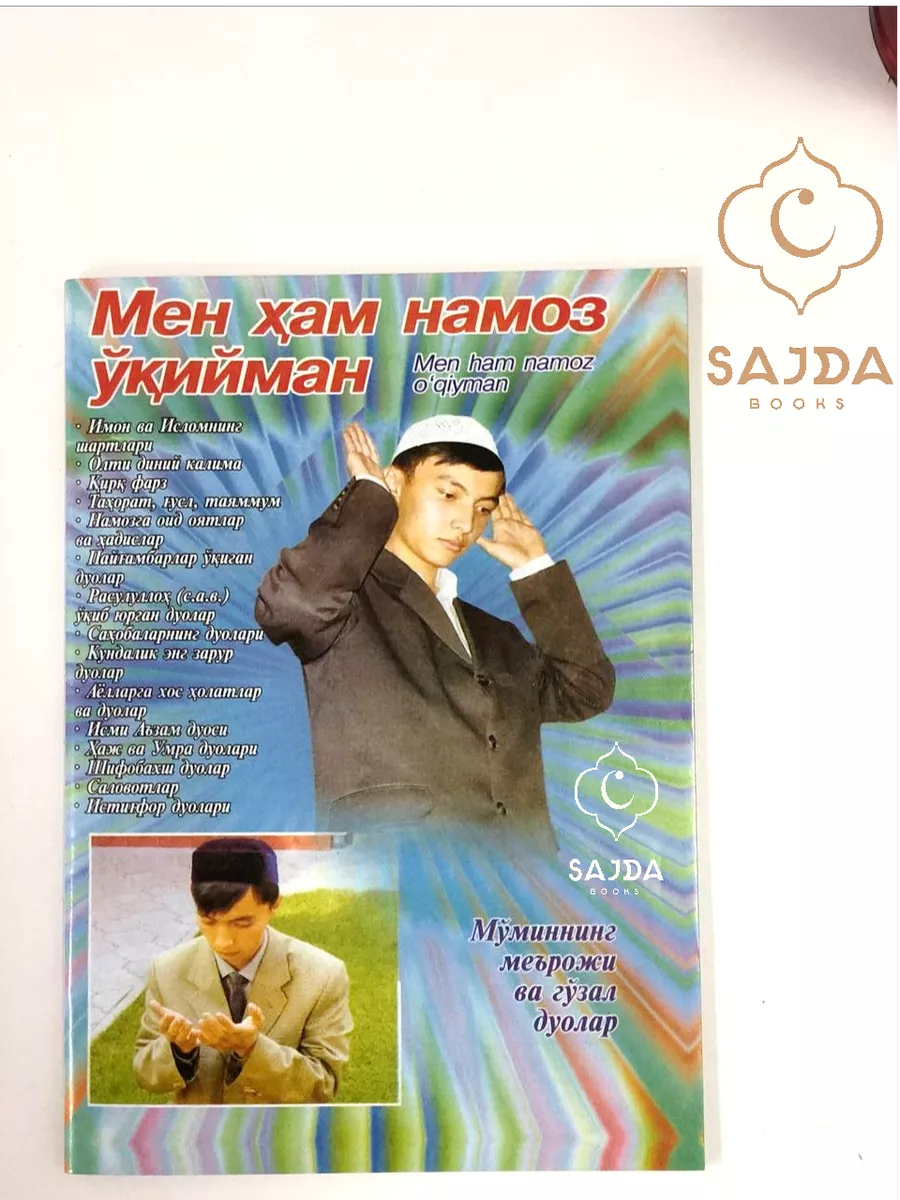 SAJDA
BOOKS
Мен ҳам намоз
ўқийман
Men ham namoz
o‘qiyman
· Имон ва Исломнинг
шартлари
· Олти диний калима
· Қирқ фарз
· Таҳорат, ғусл, таяммум
· Намозга оид оятлар
ва ҳадислар
· Пайғамбарлар ўқиган
дуолар
· Расулуллоҳ (с.а.в.)
ўқиб юрган дуолар
· Саҳобаларнинг дуолари
· Кундалик энг зарур
дуолар
· Аёлларга хос ҳолатлар
ва дуолар
· Исми Аъзам дуоси
· Ҳаж ва Умра дуолари
· Шифобахш дуолар
· Саловотлар
· Истиғфор дуолари
SAJDA
BOOKS
Мўминнинг
меърожи
ва гўзал
дуолар